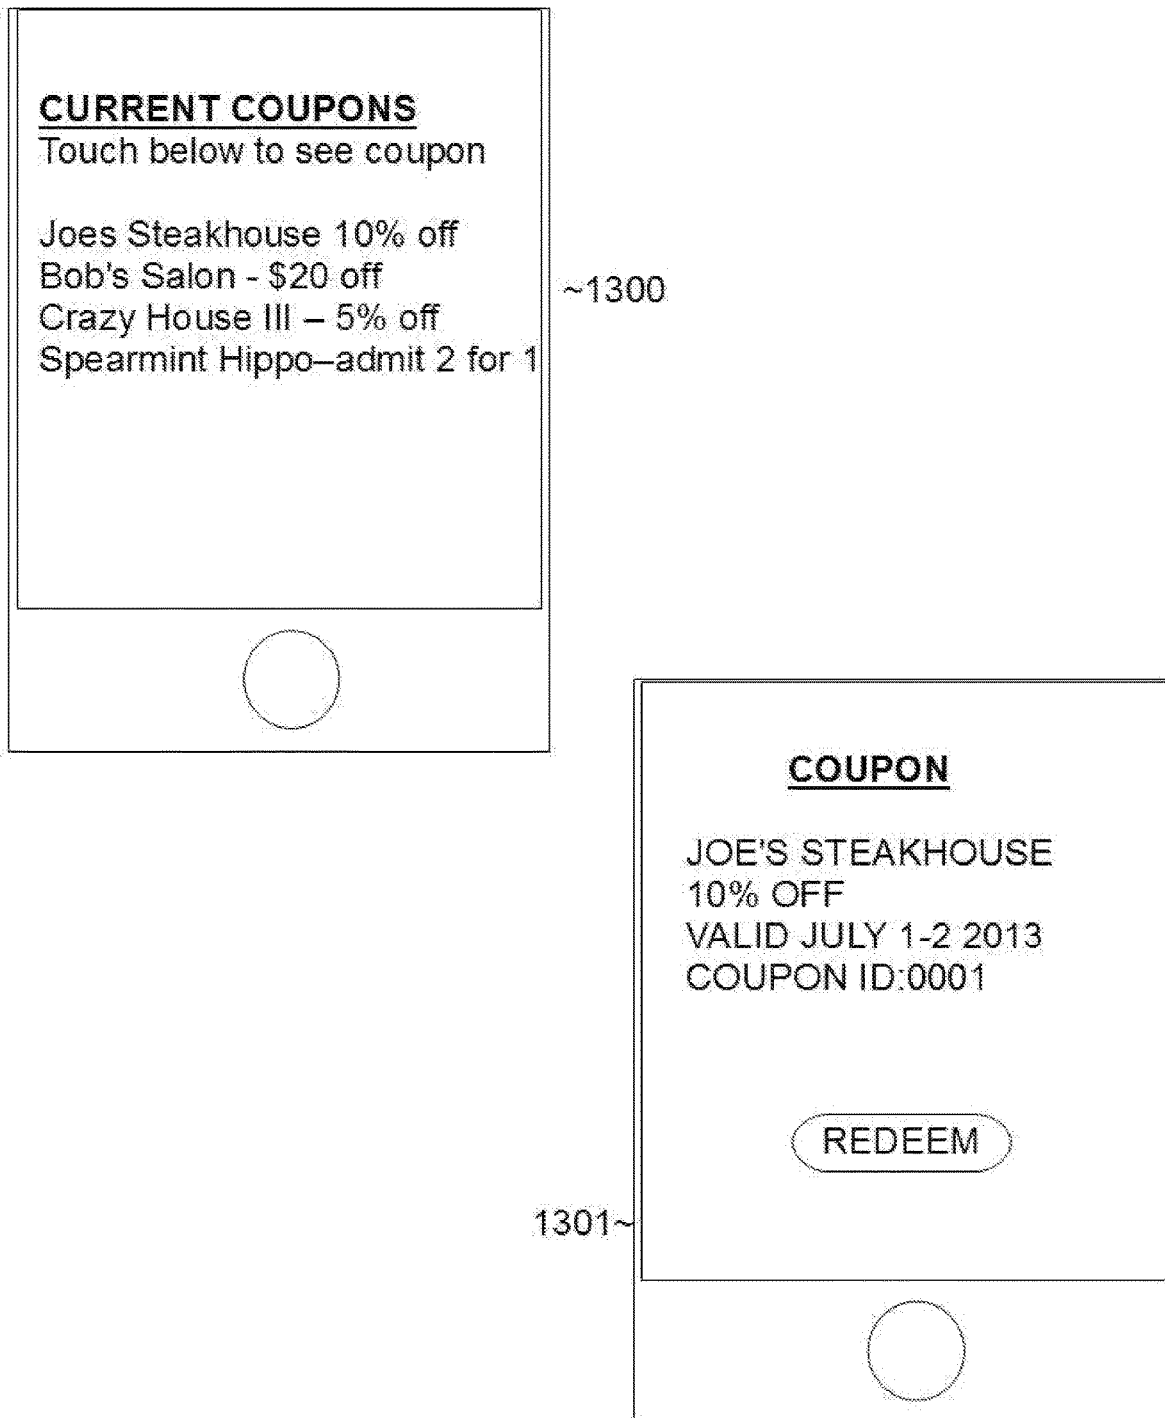 CURRENT COUPONS
Touch below to see coupon
Joes Steakhouse 10% off
Bob's Salon - $20 off
Crazy House III – 5% off
Spearmint Hippo–admit 2 for 1
~1300
COUPON
JOE'S STEAKHOUSE
10% OFF
VALID JULY 1-2 2013
COUPON ID:0001
REDEEM
1301~